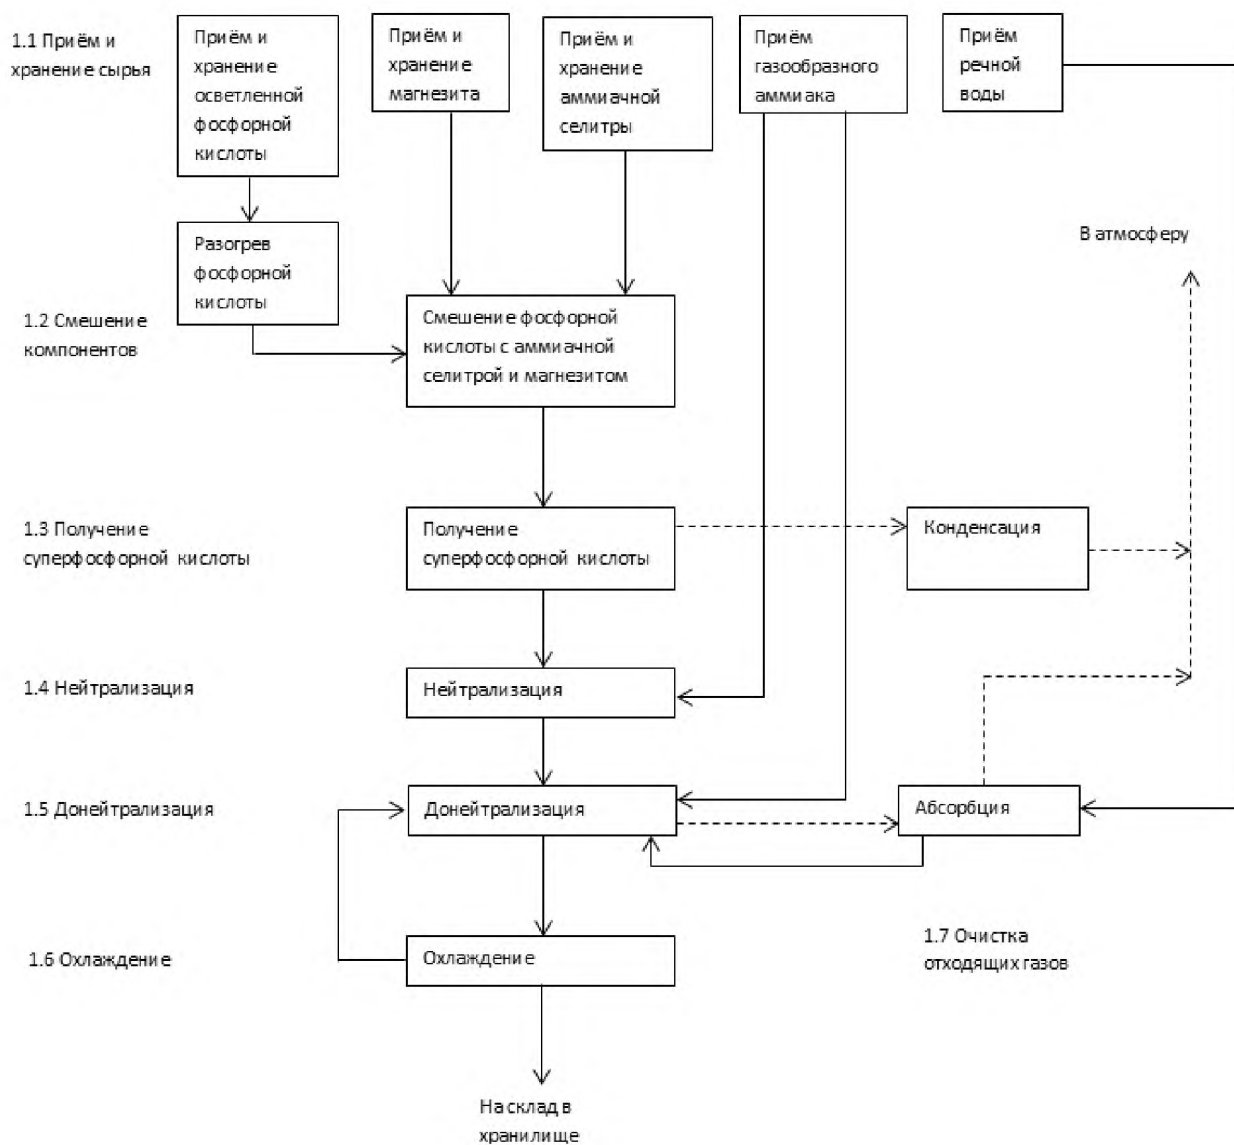 1.1 Приём и
хранение сырья
Приём и
хранение
осветленной
фосфорной
кислоты
Приём и
хранение
магнезита
Приём и
хранение
аммиачной
селитры
Приём
газообразного
аммиака
Приём
речной
воды
Разогрев
фосфорной
кислоты
В атмосферу
1.2 Смешение
компонентов
Смешение фосфорной
кислоты с аммиачной
селитрой и магнезитом
1.3 Получение
суперфосфорной кислоты
Получение
суперфосфорной кислоты
Конденсация
1.4 Нейтрализация
Нейтрализация
1.5 Донейтрализация
Донейтрализация
Абсорбция
1.6 Охлаждение
Охлаждение
1.7 Очистка
отходящих газов
На склад в
хранилище